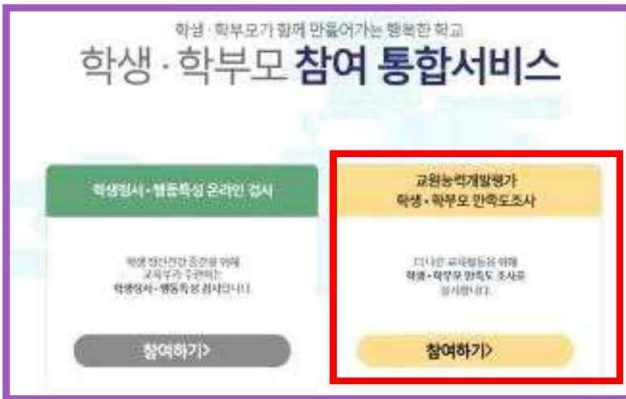 학생·학부모가 함께 만들어가는 행복한 학교
학생·학부모 참여 통합서비스
학생정서·행동특성 온라인 검사
학생 정신건강 증진을 위해
교육부가 주관하는
학생정서·행동특성 검사입니다.
참여하기>
교원능력개발평가
학생·학부모 만족도조사
더 나은 교육활동을 위해
학생·학부모 만족도 조사를
실시합니다.
참여하기>